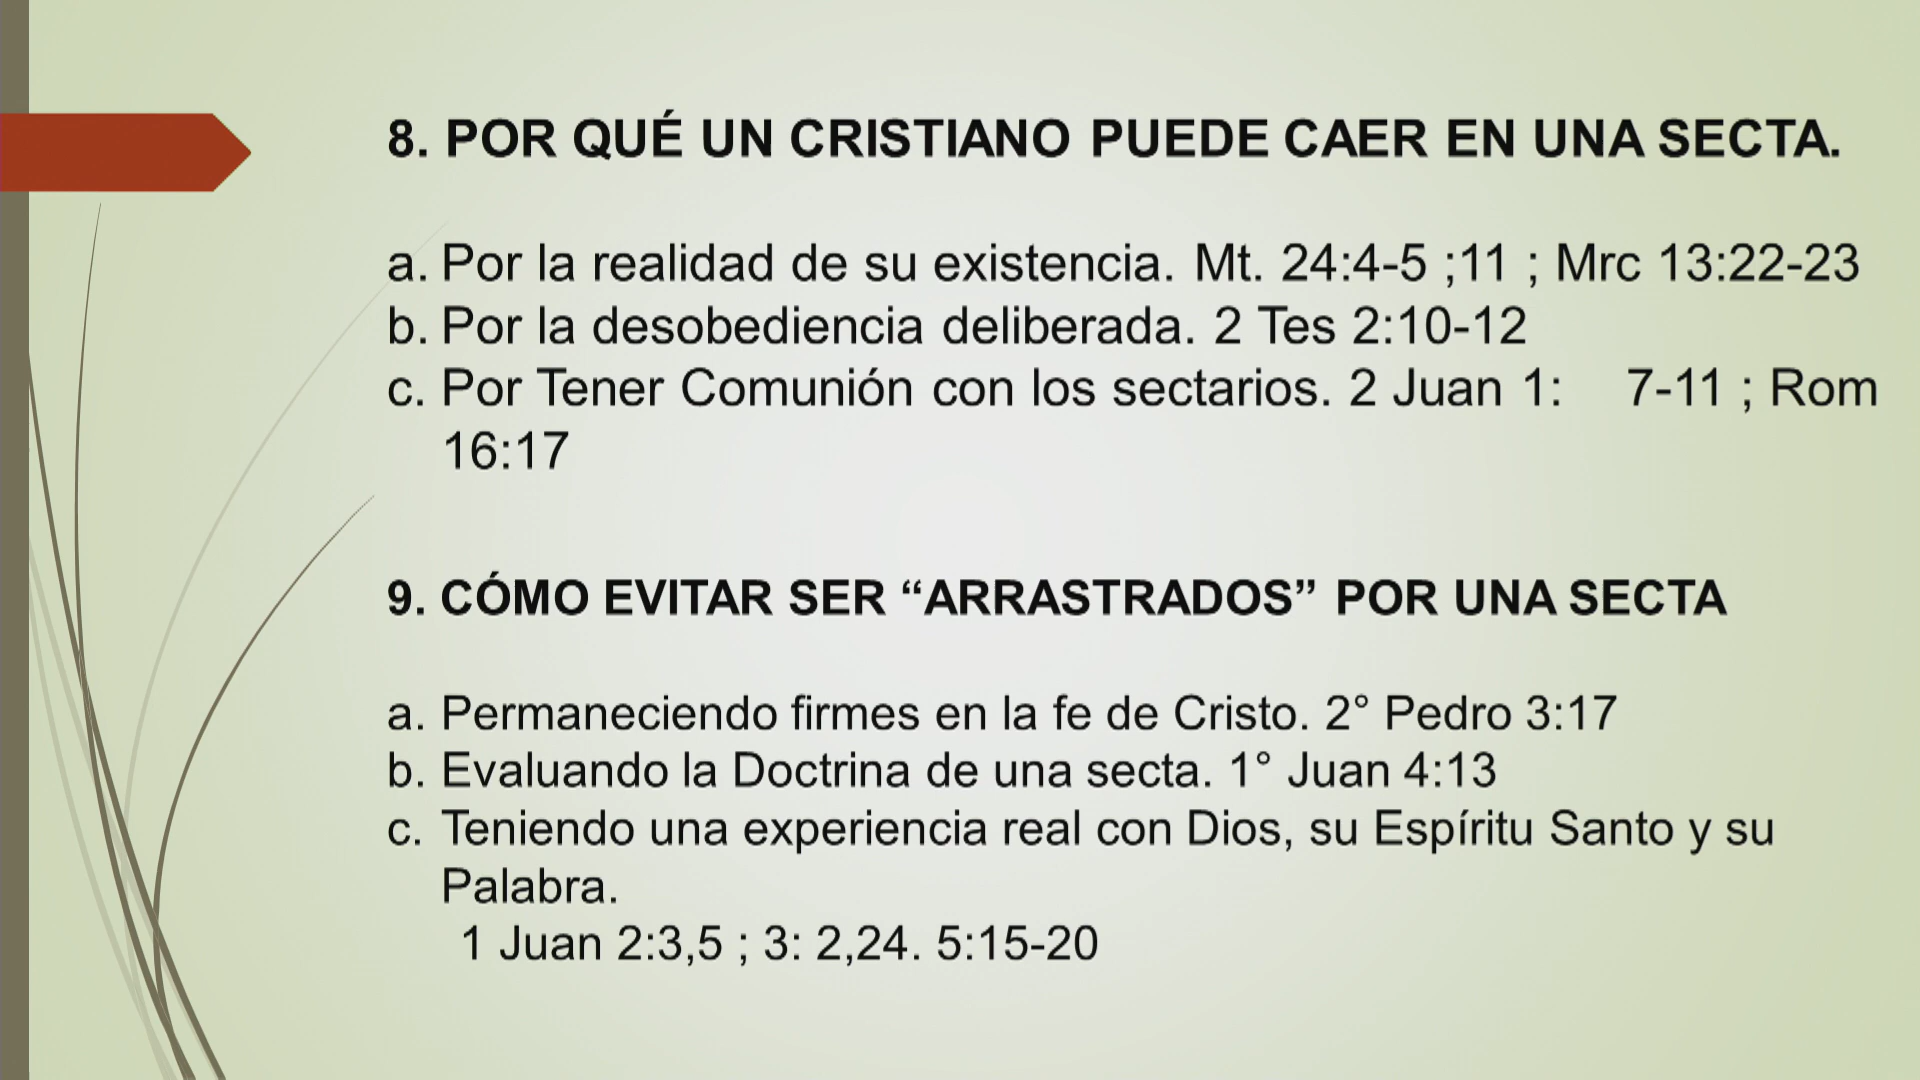 8. POR QUÉ UN CRISTIANO PUEDE CAER EN UNA SECTA.
a. Por la realidad de su existencia. Mt. 24:4-5 ;11 ; Mrc 13:22-23
b. Por la desobediencia deliberada. 2 Tes 2:10-12
c. Por Tener Comunión con los sectarios. 2 Juan 1: 7-11 ; Rom
16:17
9. CÓMO EVITAR SER “ARRASTRADOS” POR UNA SECTA
a. Permaneciendo firmes en la fe de Cristo. 2° Pedro 3:17
b. Evaluando la Doctrina de una secta. 1° Juan 4:13
c. Teniendo una experiencia real con Dios, su Espíritu Santo y su
Palabra.
1 Juan 2:3,5 ; 3: 2,24. 5:15-20